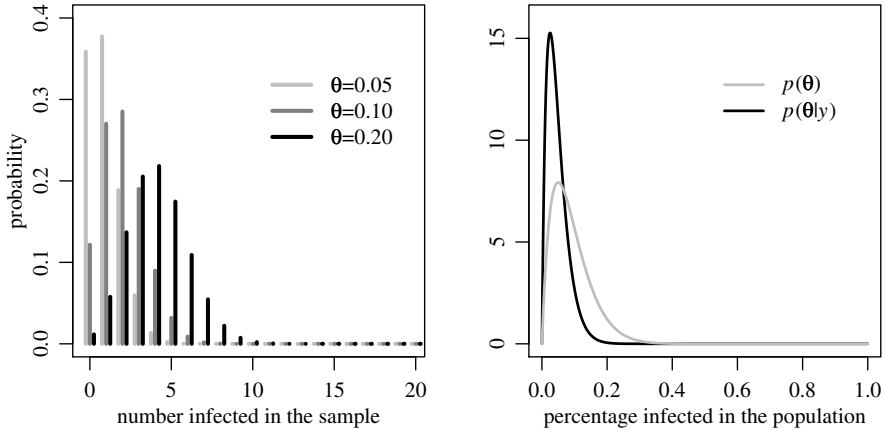 probability
0.0 0.1 0.2 0.3 0.4
θ=0.05
θ=0.10
θ=0.20
0 5 10 15 20
number infected in the sample
0 5 10 15
p(θ)
p(θ|y)
0.0 0.2 0.4 0.6 0.8 1.0
percentage infected in the population